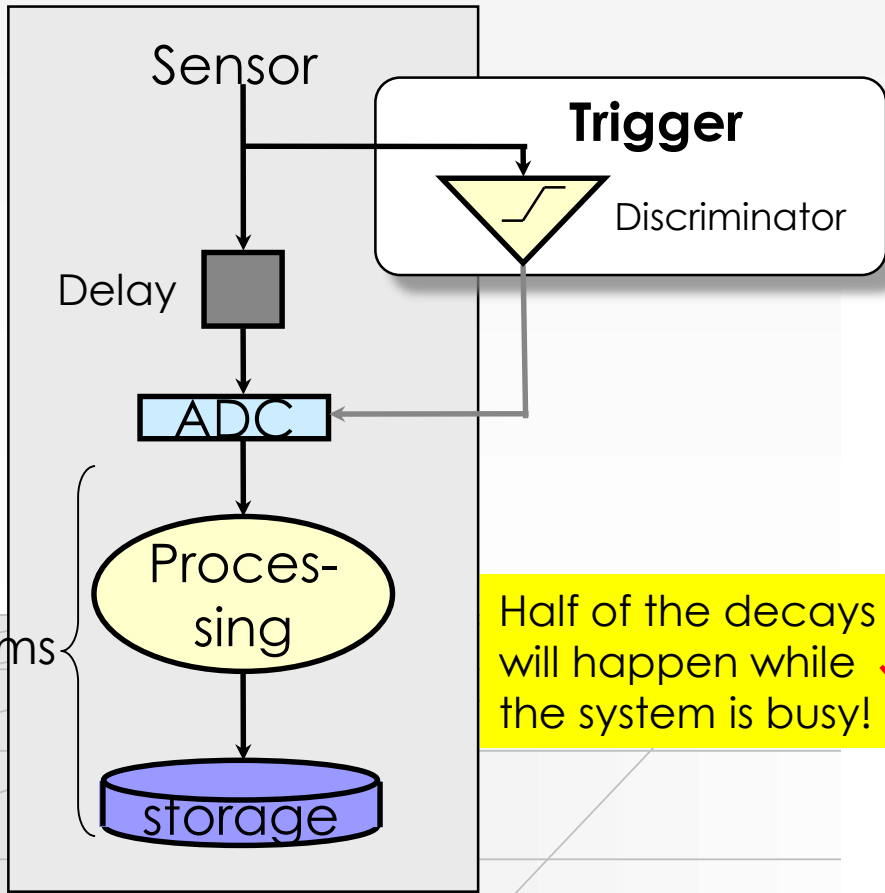 Sensor
Trigger
Discriminator
Delay
ADC
Proces-
sing
ms
Half of the decays
will happen while
the system is busy!
storage